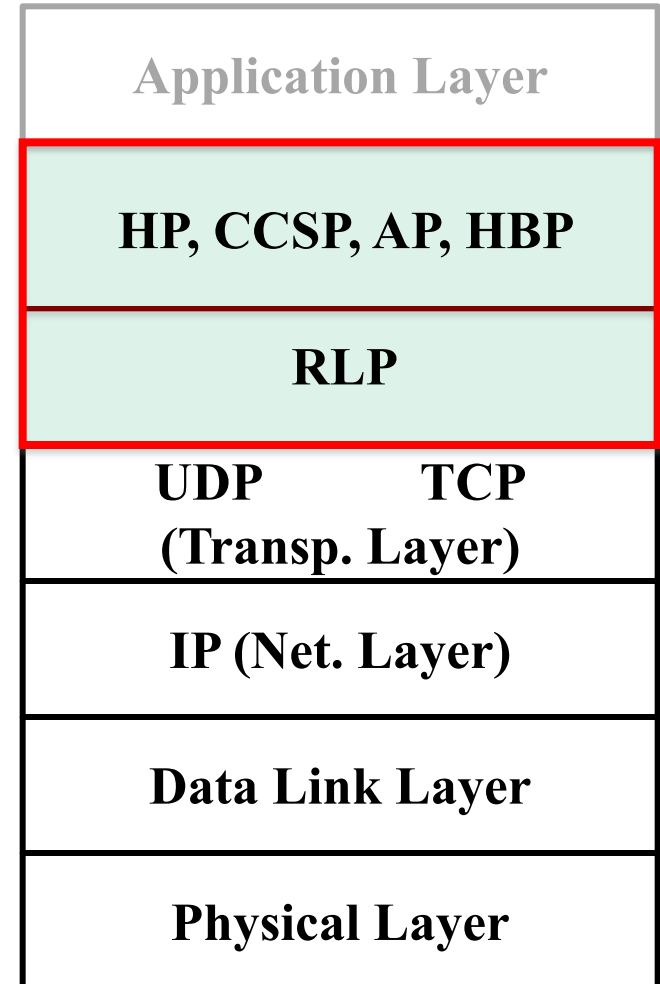 Application Layer
HP, CCSP, AP, HBP
RLP
UDP TCP
(Transp. Layer)
IP (Net. Layer)
Data Link Layer
Physical Layer